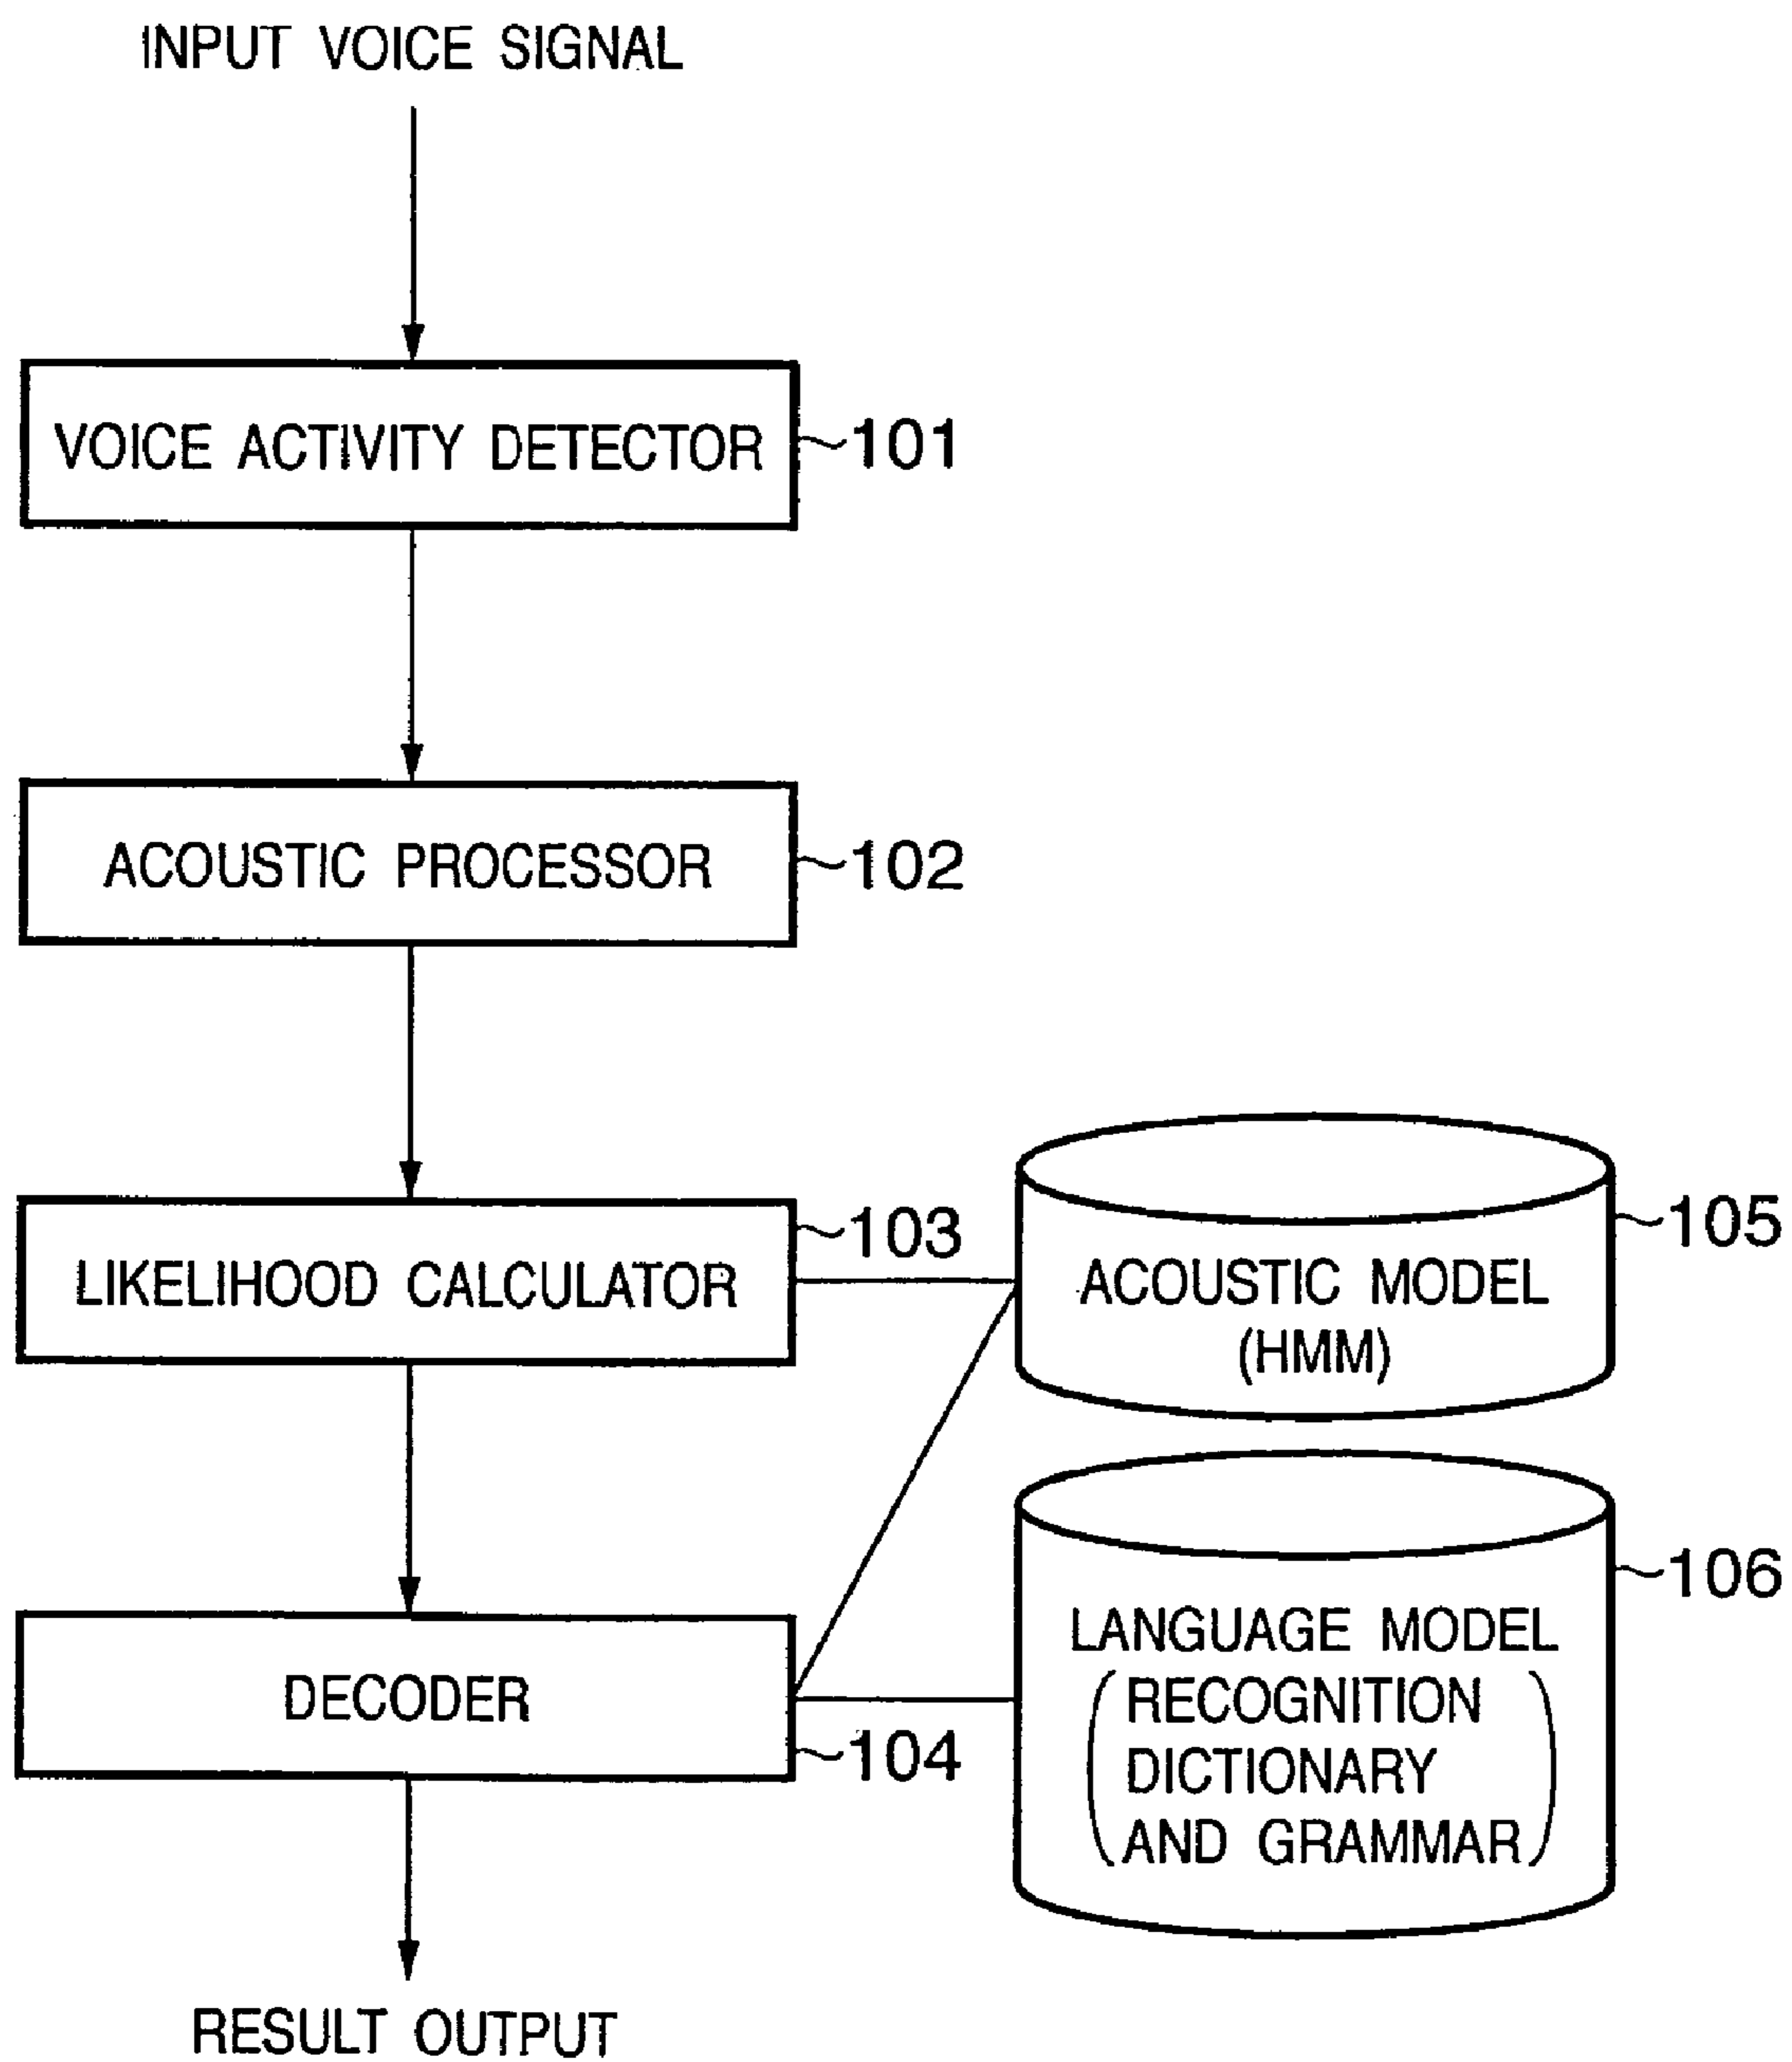 INPUT VOICE SIGNAL
VOICE ACTIVITY DETECTOR
101
ACOUSTIC PROCESSOR
102
LIKELIHOOD CALCULATOR
103
ACOUSTIC MODEL
(HMM)
105
DECODER
104
LANGUAGE MODEL
(RECOGNITION
DICTIONARY
AND GRAMMAR)
106
RESULT OUTPUT